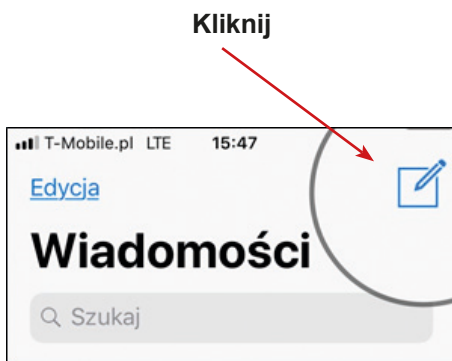 Kliknij
T-Mobile.pl LTE 15:47
Edycja
Wiadomości
Szukaj